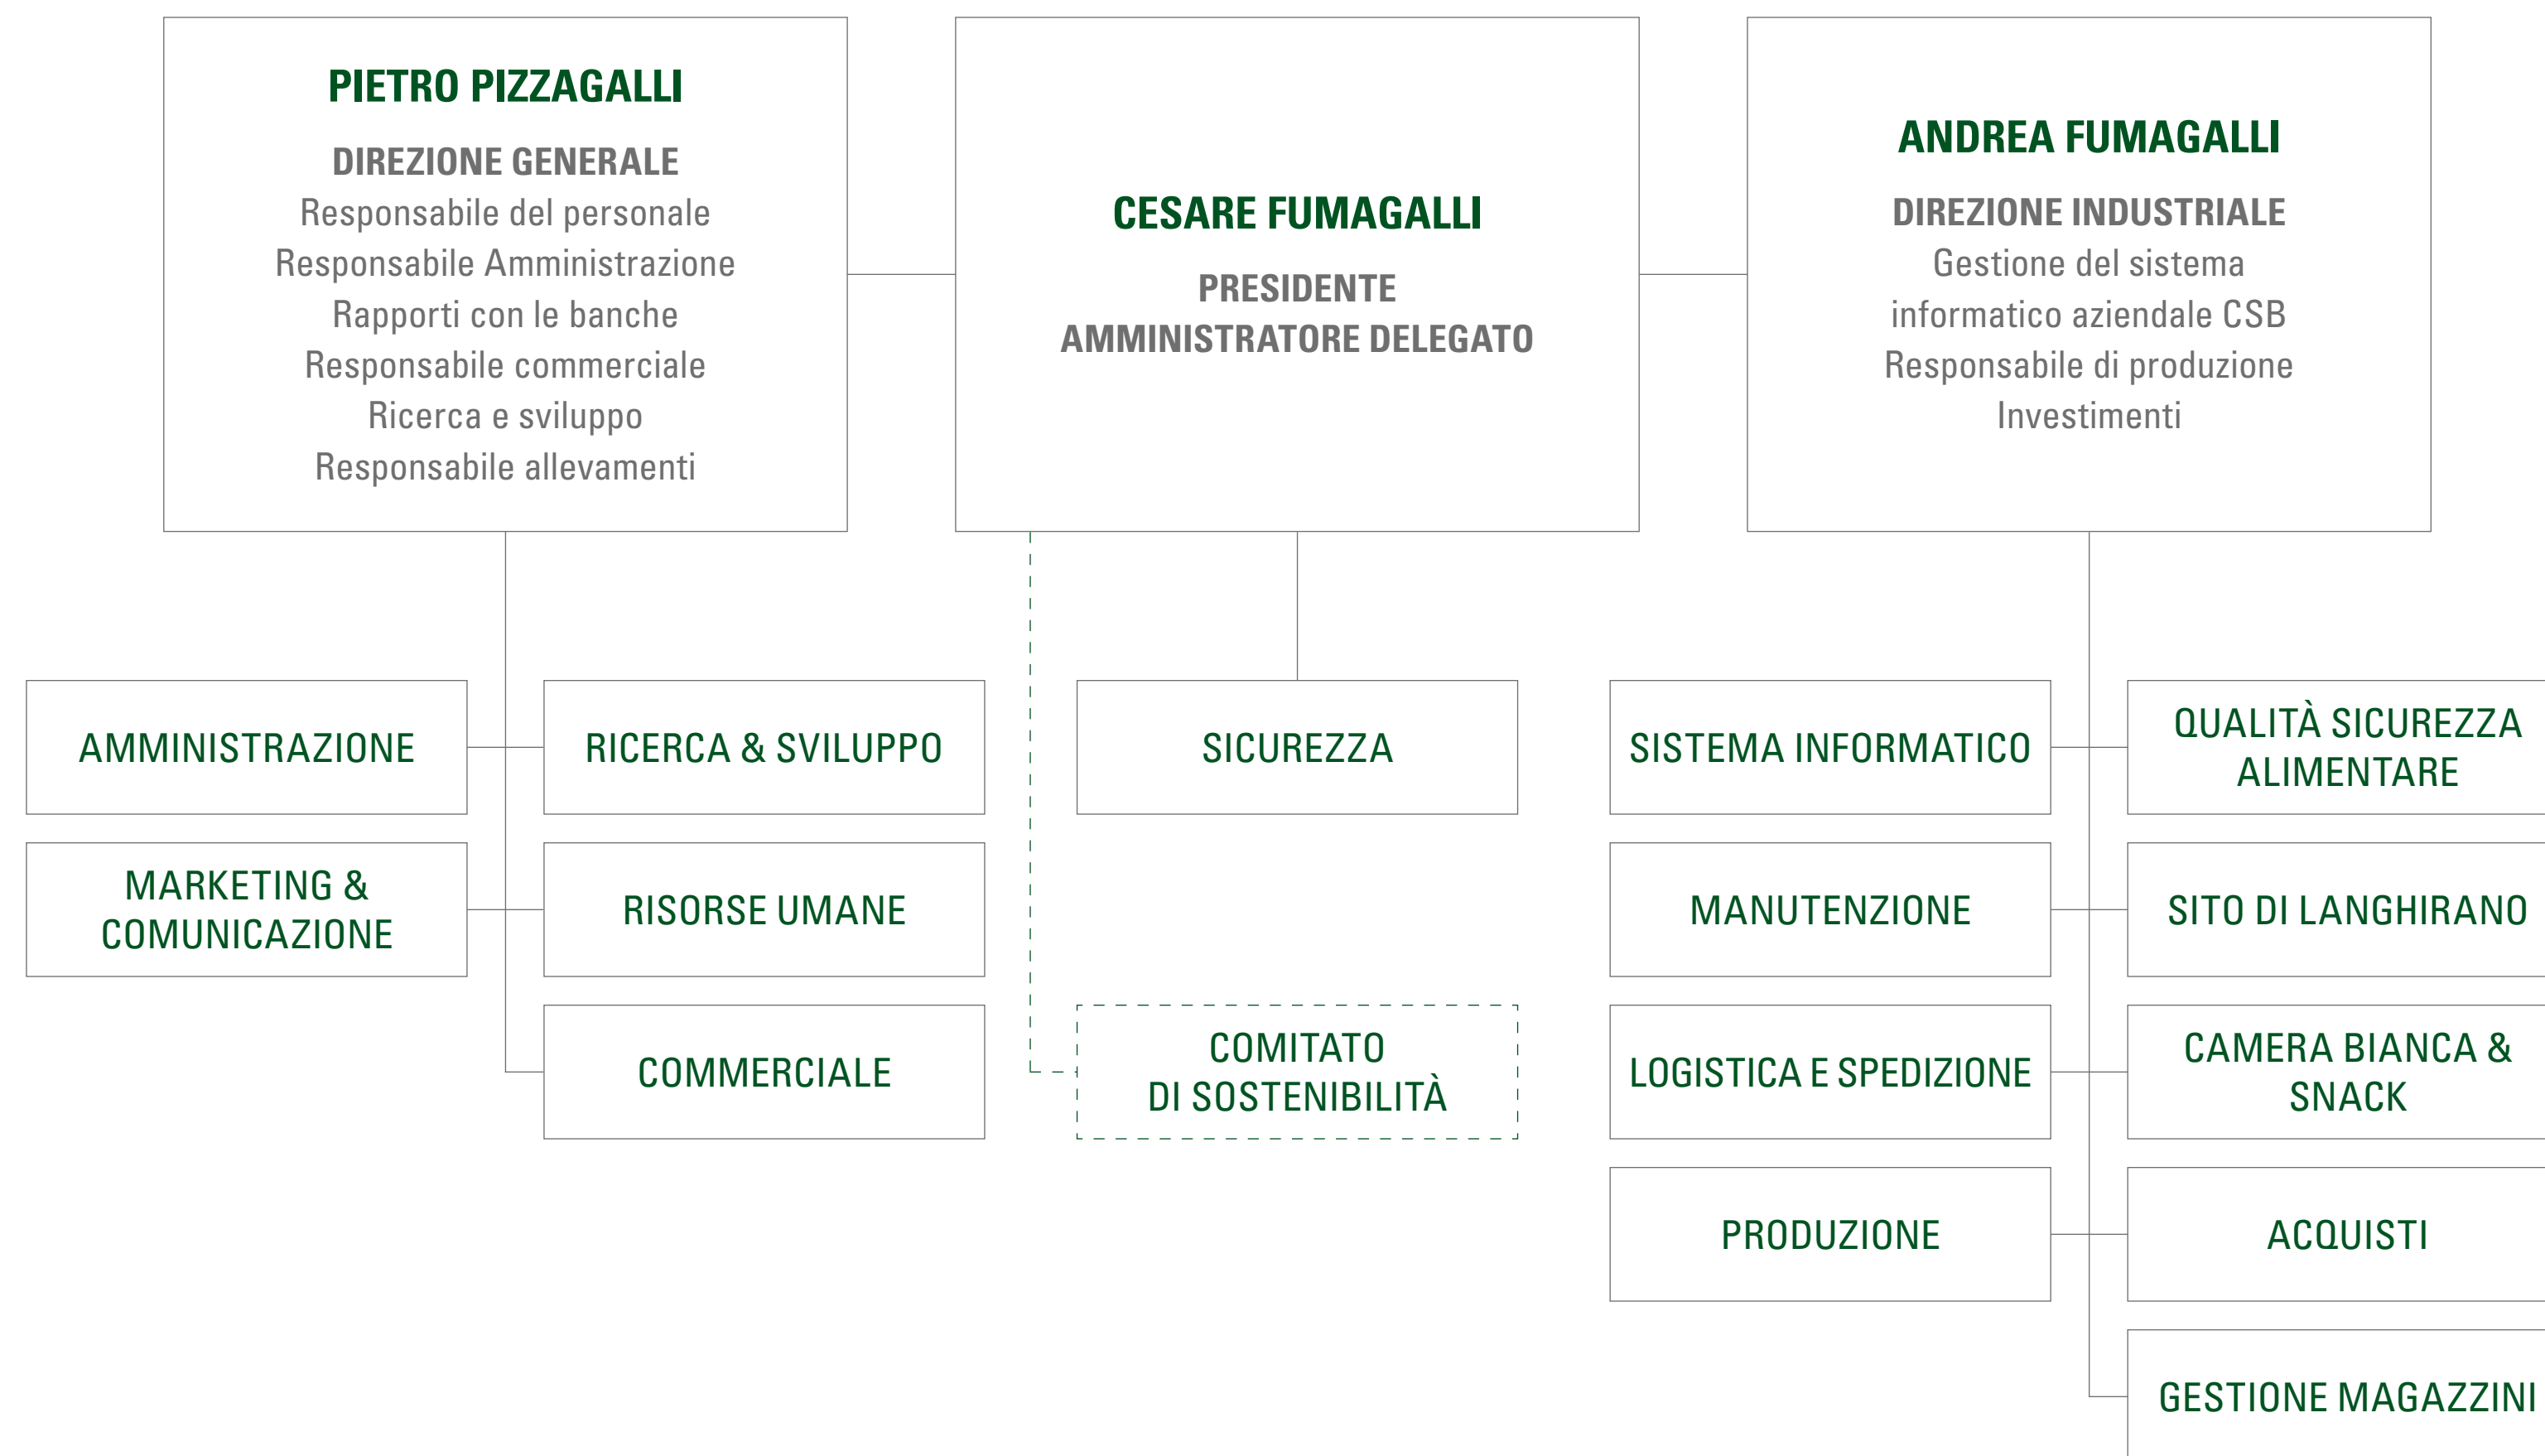 PIETRO PIZZAGALLI
DIREZIONE GENERALE
Responsabile del personale
Responsabile Amministrazione
Rapporti con le banche
Responsabile commerciale
Ricerca e sviluppo
Responsabile allevamenti
CESARE FUMAGALLI
PRESIDENTE
AMMINISTRATORE DELEGATO
ANDREA FUMAGALLI
DIREZIONE INDUSTRIALE
Gestione del sistema
informatico aziendale CSB
Responsabile di produzione
Investimenti
AMMINISTRAZIONE
RICERCA & SVILUPPO
MARKETING &
COMUNICAZIONE
RISORSE UMANE
COMMERCIALE
SICUREZZA
COMITATO
DI SOSTENIBILITÀ
SISTEMA INFORMATICO
QUALITÀ SICUREZZA
ALIMENTARE
MANUTENZIONE
SITO DI LANGHIRANO
LOGISTICA E SPEDIZIONE
CAMERA BIANCA &
SNACK
PRODUZIONE
ACQUISTI
GESTIONE MAGAZZINI